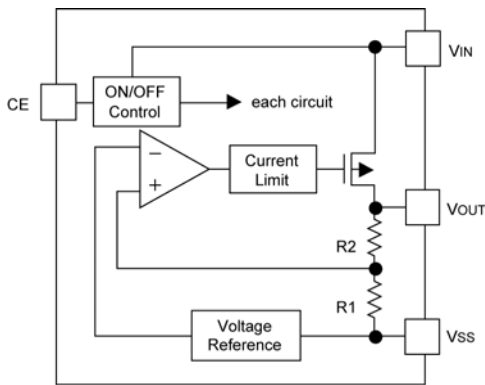 VIN
CE
ON/OFF
Control
each circuit
−
+
Current
Limit
VOUT
R2
R1
Voltage
Reference
VSS